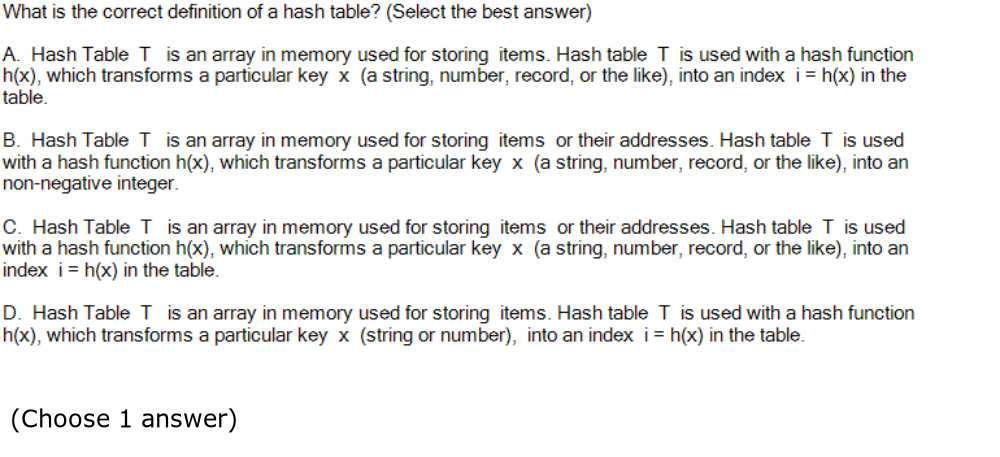 What is the correct definition of a hash table? (Select the best answer)
A. Hash Table T is an array in memory used for storing items. Hash table T is used with a hash function
h(x), which transforms a particular key x (a string, number, record, or the like), into an index i = h(x) in the
table.
B. Hash Table T is an array in memory used for storing items or their addresses. Hash table T is used
with a hash function h(x), which transforms a particular key x (a string, number, record, or the like), into an
non-negative integer.
C. Hash Table T is an array in memory used for storing items or their addresses. Hash table T is used
with a hash function h(x), which transforms a particular key x (a string, number, record, or the like), into an
index i = h(x) in the table.
D. Hash Table T is an array in memory used for storing items. Hash table T is used with a hash function
h(x), which transforms a particular key x (string or number), into an index i = h(x) in the table.
(Choose 1 answer)